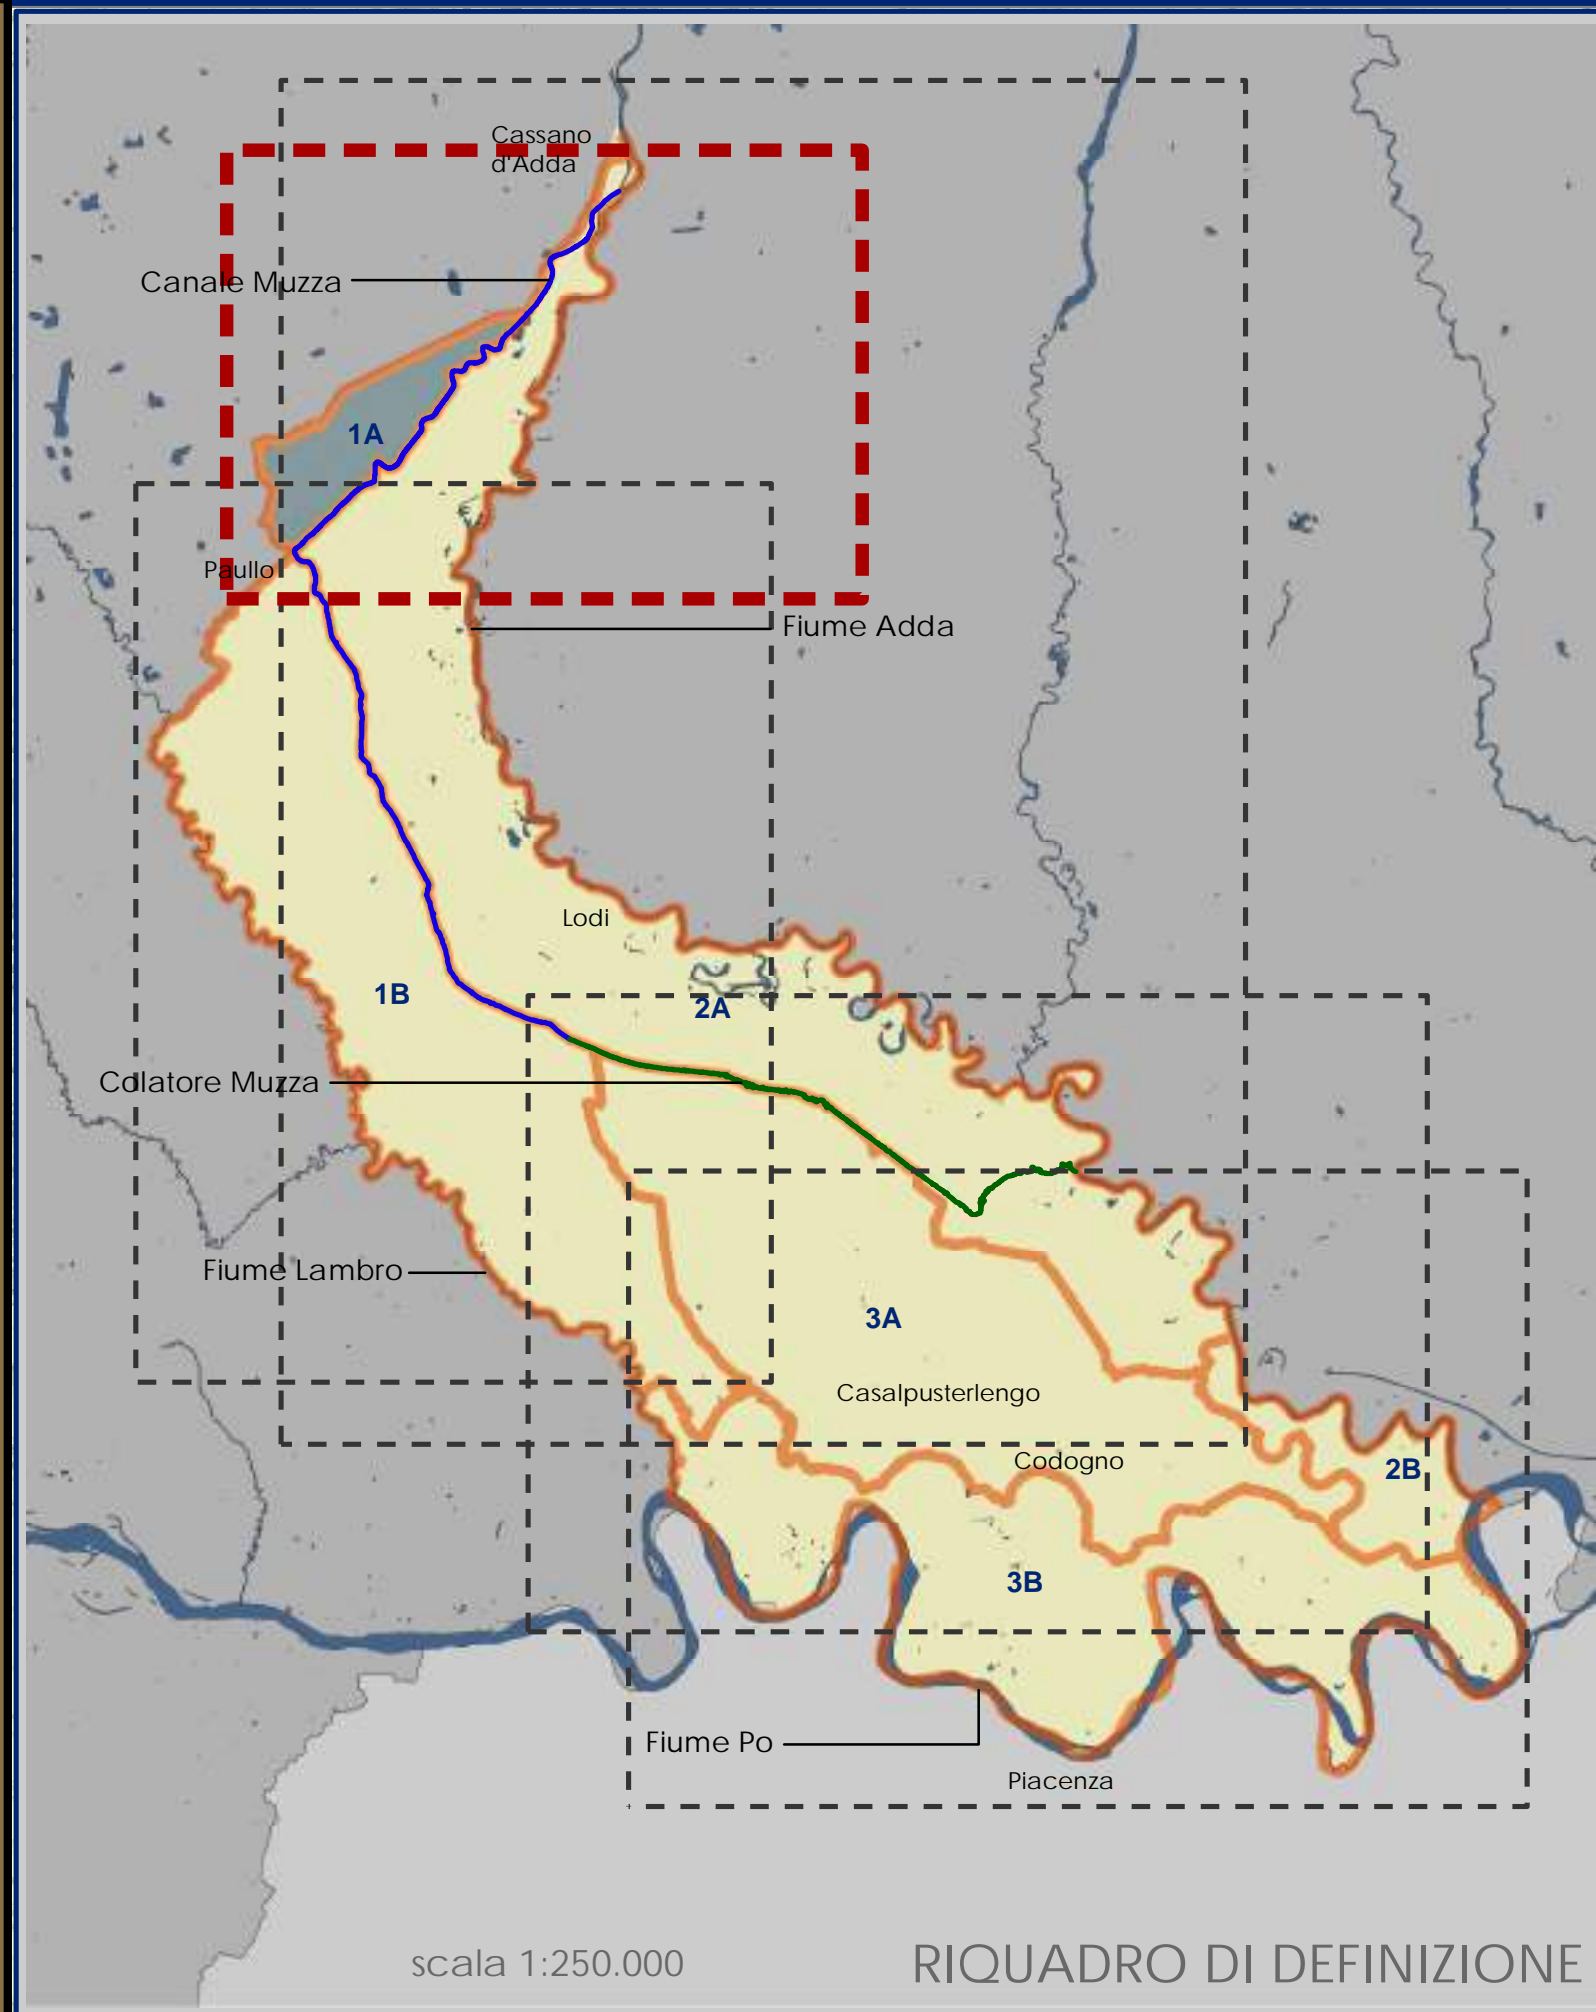 Cassano
d'Adda
Canale Muzza
1A
Paullo
Fiume Adda
Lodi
1B
2A
Colatore Muzza
Fiume Lambro
3A
Casalpusterlengo
Codogno
2B
3B
Fiume Po
Piacenza
scala 1:250.000
RIQUADRO DI DEFINIZIONE